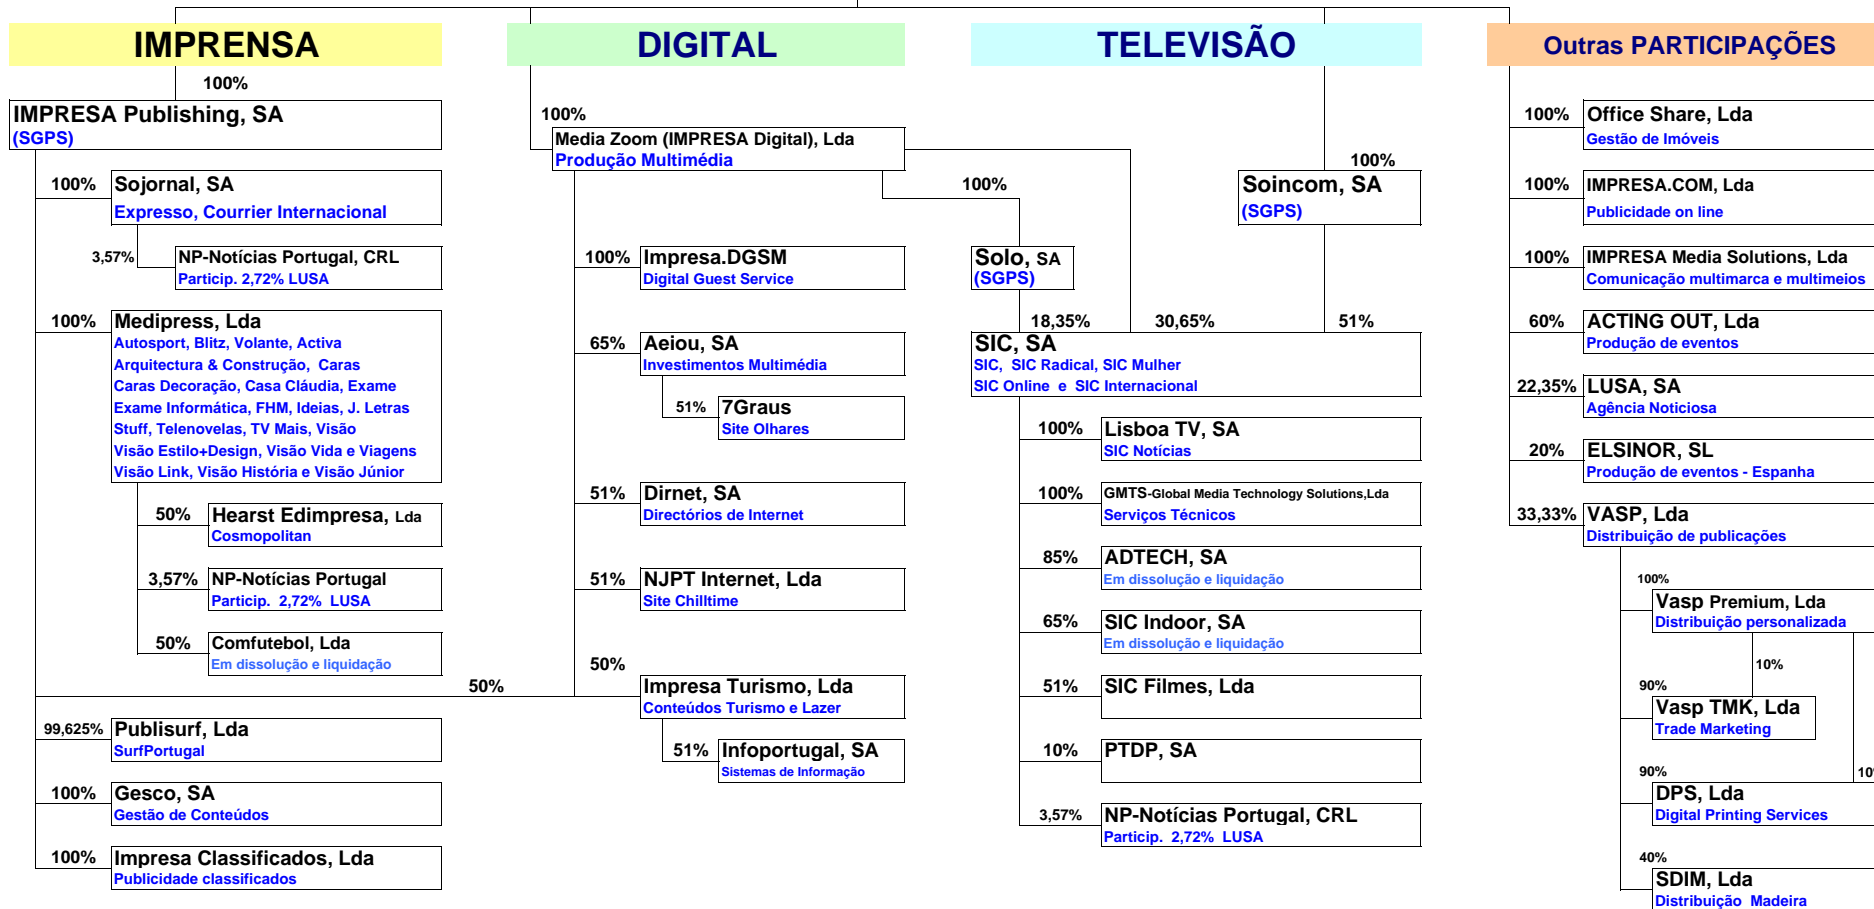 IMPRENSA
100%
IMPRESA Publishing, SA
(SGPS)
100%
Sojornal, SA
Expresso, Courrier Internacional
3,57%
NP-Notícias Portugal, CRL
Particip. 2,72% LUSA
100%
Medipress, Lda
Autosport, Blitz, Volante, Activa
Arquitectura & Construção, Caras
Caras Decoração, Casa Cláudia, Exame
Exame Informática, FHM, Ideias, J. Letras
Stuff, Telenovelas, TV Mais, Visão
Visão Estilo+Design, Visão Vida e Viagens
Visão Link, Visão História e Visão Júnior
50%
Hearst Edimpresa, Lda
Cosmopolitan
3,57%
NP-Notícias Portugal
Particip. 2,72% LUSA
50%
Comfutebol, Lda
Em dissolução e liquidação
50%
99,625%
Publisurf, Lda
SurfPortugal
100%
Gesco, SA
Gestão de Conteúdos
100%
Impresa Classificados, Lda
Publicidade classificados
DIGITAL
100%
Media Zoom (IMPRESA Digital), Lda
Produção Multimédia
100%
100%
Impresa.DGSM
Digital Guest Service
65%
Aeiou, SA
Investimentos Multimédia
51%
7Graus
Site Olhares
51%
Dirnet, SA
Directórios de Internet
51%
NJPT Internet, Lda
Site Chilltime
50%
Impresa Turismo, Lda
Conteúdos Turismo e Lazer
51%
Infoportugal, SA
Sistemas de Informação
TELEVISÃO
100%
Soincom, SA
(SGPS)
Solo, SA
(SGPS)
18,35%
30,65%
51%
SIC, SA
SIC, SIC Radical, SIC Mulher
SIC Online e SIC Internacional
100%
Lisboa TV, SA
SIC Notícias
100%
GMTS-Global Media Technology Solutions,Lda
Serviços Técnicos
85%
ADTECH, SA
Em dissolução e liquidação
65%
SIC Indoor, SA
Em dissolução e liquidação
51%
SIC Filmes, Lda
10%
PTDP, SA
3,57%
NP-Notícias Portugal, CRL
Particip. 2,72% LUSA
Outras PARTICIPAÇÕES
100%
Office Share, Lda
Gestão de Imóveis
100%
IMPRESA.COM, Lda
Publicidade on line
100%
IMPRESA Media Solutions, Lda
Comunicação multimarca e multimeios
60%
ACTING OUT, Lda
Produção de eventos
22,35%
LUSA, SA
Agência Noticiosa
20%
ELSINOR, SL
Produção de eventos - Espanha
33,33%
VASP, Lda
Distribuição de publicações
100%
Vasp Premium, Lda
Distribuição personalizada
10%
90%
Vasp TMK, Lda
Trade Marketing
90%
10
DPS, Lda
Digital Printing Services
40%
SDIM, Lda
Distribuição Madeira